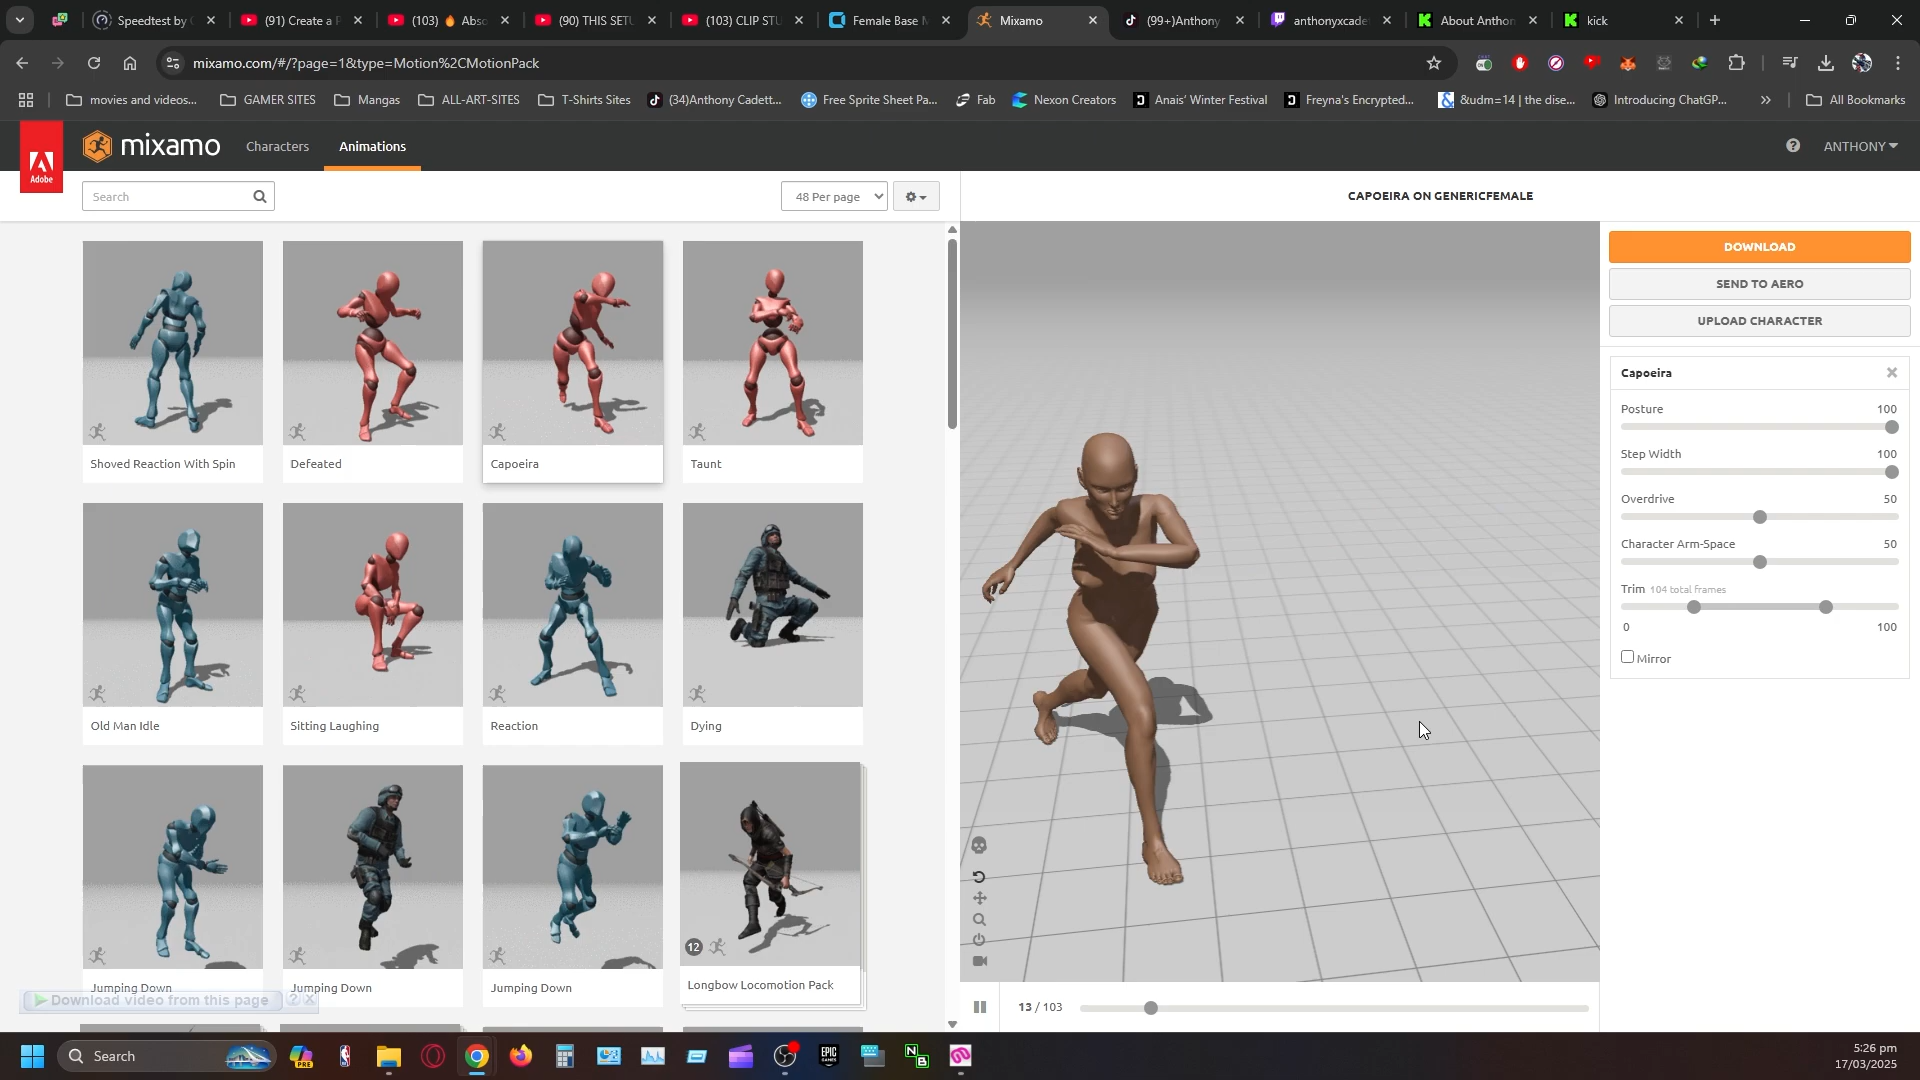 Speedtest by
(91) Create a
(103) 🔥 Abso
(90) THIS SETU
(103) CLIP STU
Female Base M
Mixamo
(99+)Anthony
anthonyxcade
About Anthon
kick
mixamo.com/#/?page=1&type=Motion%2CMotionPack
movies and videos...
GAMER SITES
Mangas
ALL-ART-SITES
T-Shirts Sites
(34)Anthony Cadett...
Free Sprite Sheet Pa...
Fab
Nexon Creators
Anais' Winter Festival
Freyna's Encrypted...
&udm=14 | the dise...
Introducing ChatGP...
All Bookmarks
Adobe
mixamo
Characters
Animations
ANTHONY
Search
48 Per page
CAPOEIRA ON GENERICFEMALE
DOWNLOAD
SEND TO AERO
UPLOAD CHARACTER
Capoeira
Posture 100
Step Width 100
Overdrive 50
Character Arm-Space 50
Trim 104 total frames
0 100
Mirror
Shoved Reaction With Spin
Defeated
Capoeira
Taunt
Old Man Idle
Sitting Laughing
Reaction
Dying
12
Jumping Down
Jumping Down
Jumping Down
Longbow Locomotion Pack
Download video from this page ? X
13 / 103
Search
PRE
EPIC GAMES
N B
5:26 pm
17/03/2025